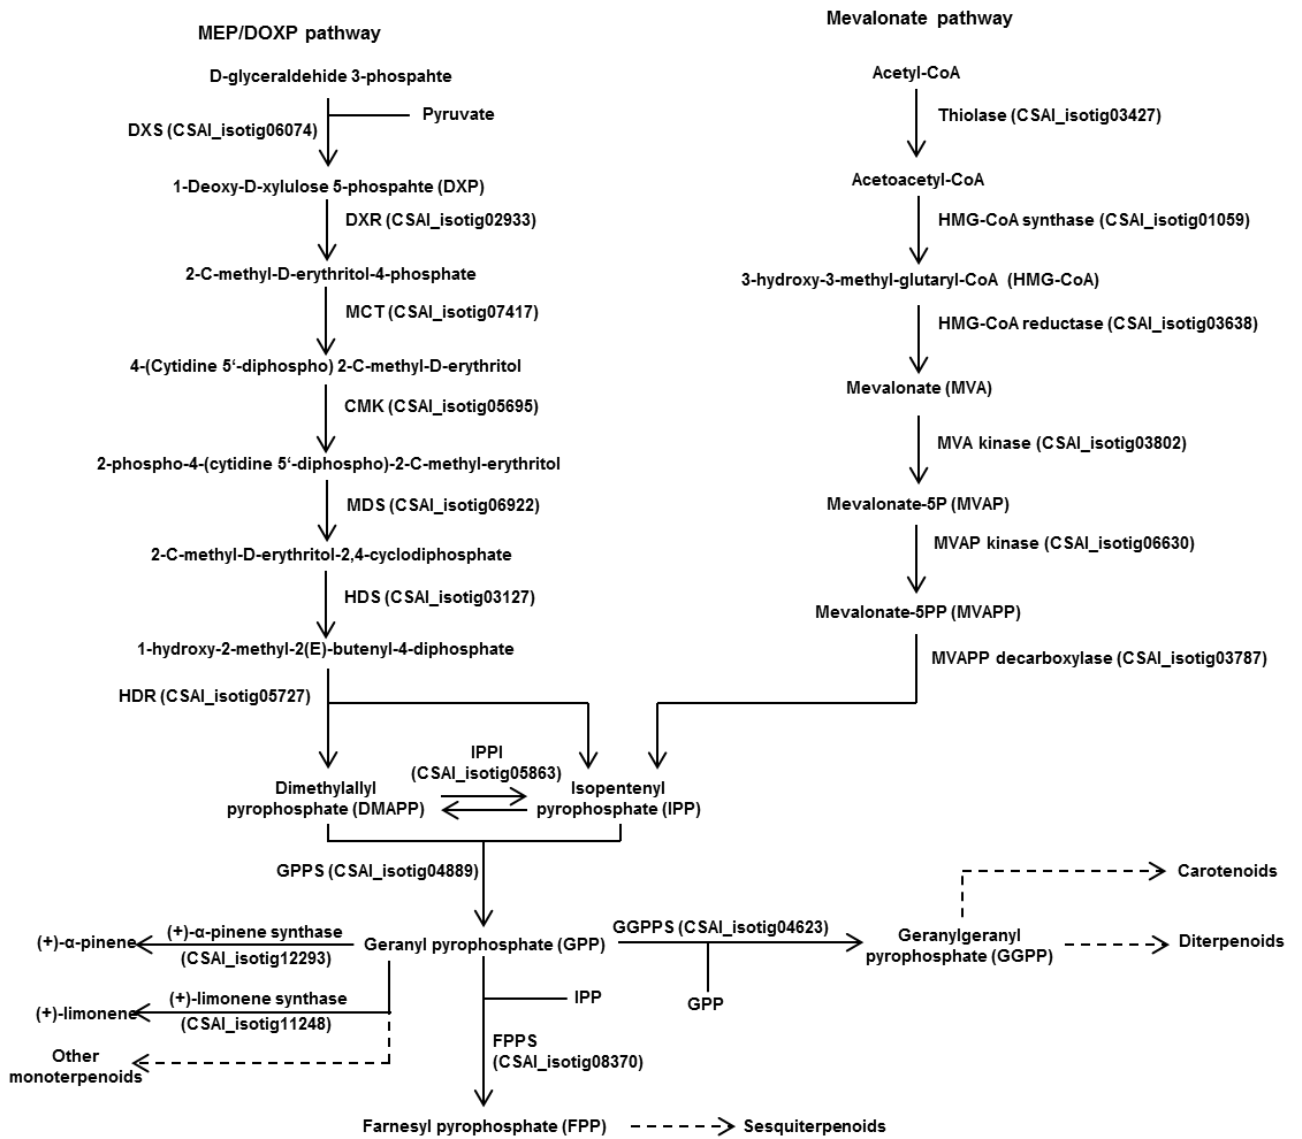 MEP/DOXP pathway
D-glyceraldehide 3-phospahte
Pyruvate
DXS (CSAI_isotig06074)
1-Deoxy-D-xylulose 5-phospahte (DXP)
DXR (CSAI_isotig02933)
2-C-methyl-D-erythritol-4-phosphate
MCT (CSAI_isotig07417)
4-(Cytidine 5‘-diphospho) 2-C-methyl-D-erythritol
CMK (CSAI_isotig05695)
2-phospho-4-(cytidine 5‘-diphospho)-2-C-methyl-erythritol
MDS (CSAI_isotig06922)
2-C-methyl-D-erythritol-2,4-cyclodiphosphate
HDS (CSAI_isotig03127)
1-hydroxy-2-methyl-2(E)-butenyl-4-diphosphate
HDR (CSAI_isotig05727)
Mevalonate pathway
Acetyl-CoA
Thiolase (CSAI_isotig03427)
Acetoacetyl-CoA
HMG-CoA synthase (CSAI_isotig01059)
3-hydroxy-3-methyl-glutaryl-CoA (HMG-CoA)
HMG-CoA reductase (CSAI_isotig03638)
Mevalonate (MVA)
MVA kinase (CSAI_isotig03802)
Mevalonate-5P (MVAP)
MVAP kinase (CSAI_isotig06630)
Mevalonate-5PP (MVAPP)
MVAPP decarboxylase (CSAI_isotig03787)
IPPI
(CSAI_isotig05863)
Dimethylallyl
pyrophosphate (DMAPP)
Isopentenyl
pyrophosphate (IPP)
GPPS (CSAI_isotig04889)
(+)-α-pinene
(+)-α-pinene synthase
(CSAI_isotig12293)
Geranyl pyrophosphate (GPP)
GGPPS (CSAI_isotig04623)
GPP
Geranylgeranyl
pyrophosphate (GGPP)
Carotenoids
Diterpenoids
(+)-limonene
(+)-limonene synthase
(CSAI_isotig11248)
IPP
Other
monoterpenoids
FPPS
(CSAI_isotig08370)
Farnesyl pyrophosphate (FPP)
Sesquiterpenoids